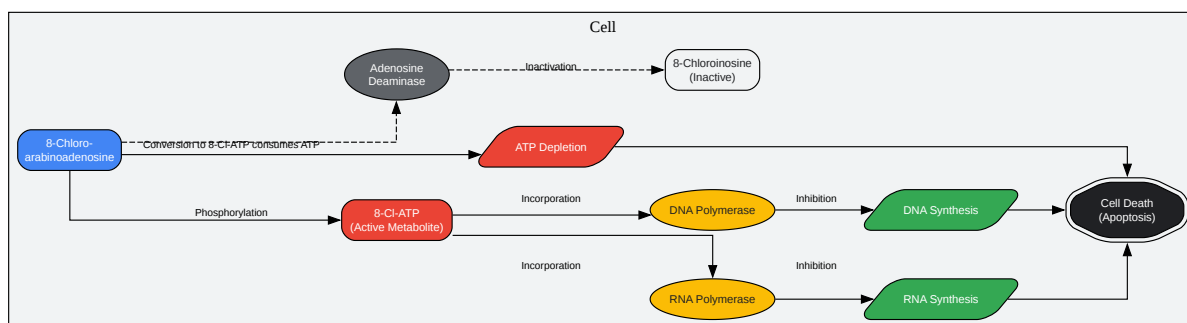 Cell
Adenosine
Deaminase
Inactivation
8-Chloroinosine
(Inactive)
8-Chloro-
arabinoadenosine
Conversion to 8-Cl-ATP consumes ATP
ATP Depletion
Phosphorylation
8-Cl-ATP
(Active Metabolite)
Incorporation
DNA Polymerase
Inhibition
DNA Synthesis
Cell Death
(Apoptosis)
Incorporation
RNA Polymerase
Inhibition
RNA Synthesis